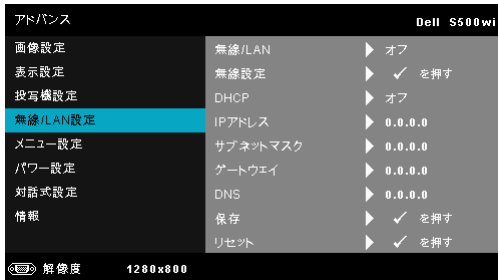 アドバンス Dell S500wi
画像設定
表示設定
投写機設定
無線/LAN設定
メニュー設定
パワー設定
対話式設定
情報
無線/LAN オフ
無線設定 ✓ を押す
DHCP オフ
IPアドレス 0.0.0.0
サブネットマスク 0.0.0.0
ゲートウエイ 0.0.0.0
DNS 0.0.0.0
保存 ✓ を押す
リセット ✓ を押す
解像度 1280x800